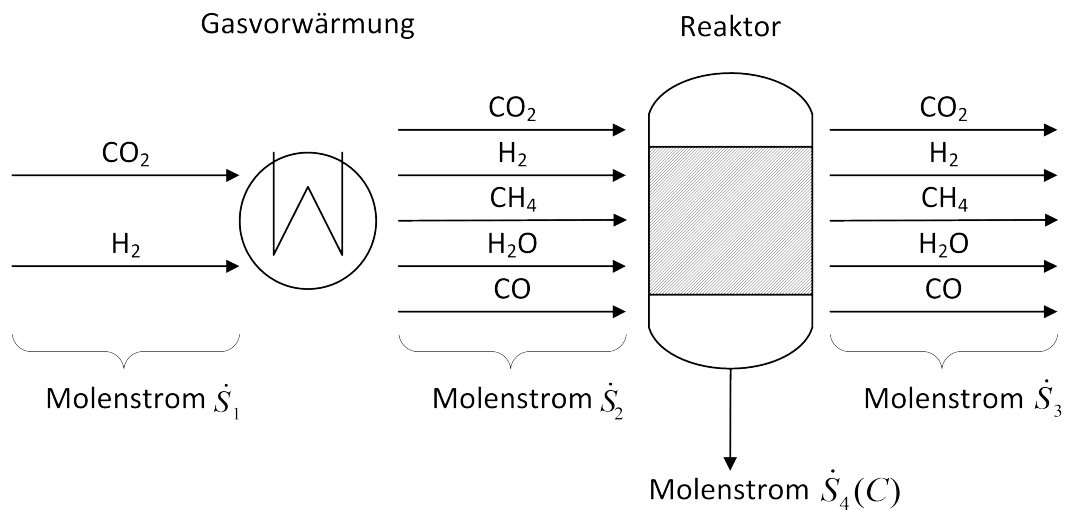 Gasvorwärmung
Reaktor
CO₂
H₂
CO₂
H₂
CH₄
H₂O
CO
CO₂
H₂
CH₄
H₂O
CO
Molenstrom Ṡ₁
Molenstrom Ṡ₂
Molenstrom Ṡ₃
Molenstrom Ṡ₄(C)